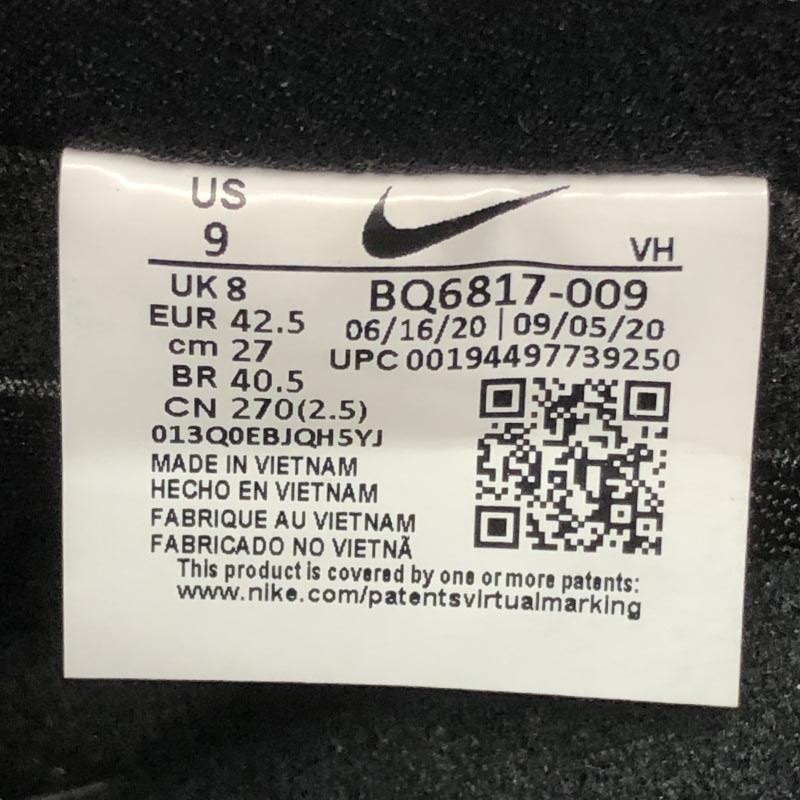 US
9
VH
UK 8
EUR 42.5
cm 27
BR 40.5
CN 270(2.5)
BQ6817-009
06/16/20 | 09/05/20
UPC 00194497739250
013Q0EBJQH5YJ
MADE IN VIETNAM
HECHO EN VIETNAM
FABRIQUE AU VIETNAM
FABRICADO NO VIETNÃ
This product is covered by one or more patents:
www.nike.com/patentsvirtualmarking